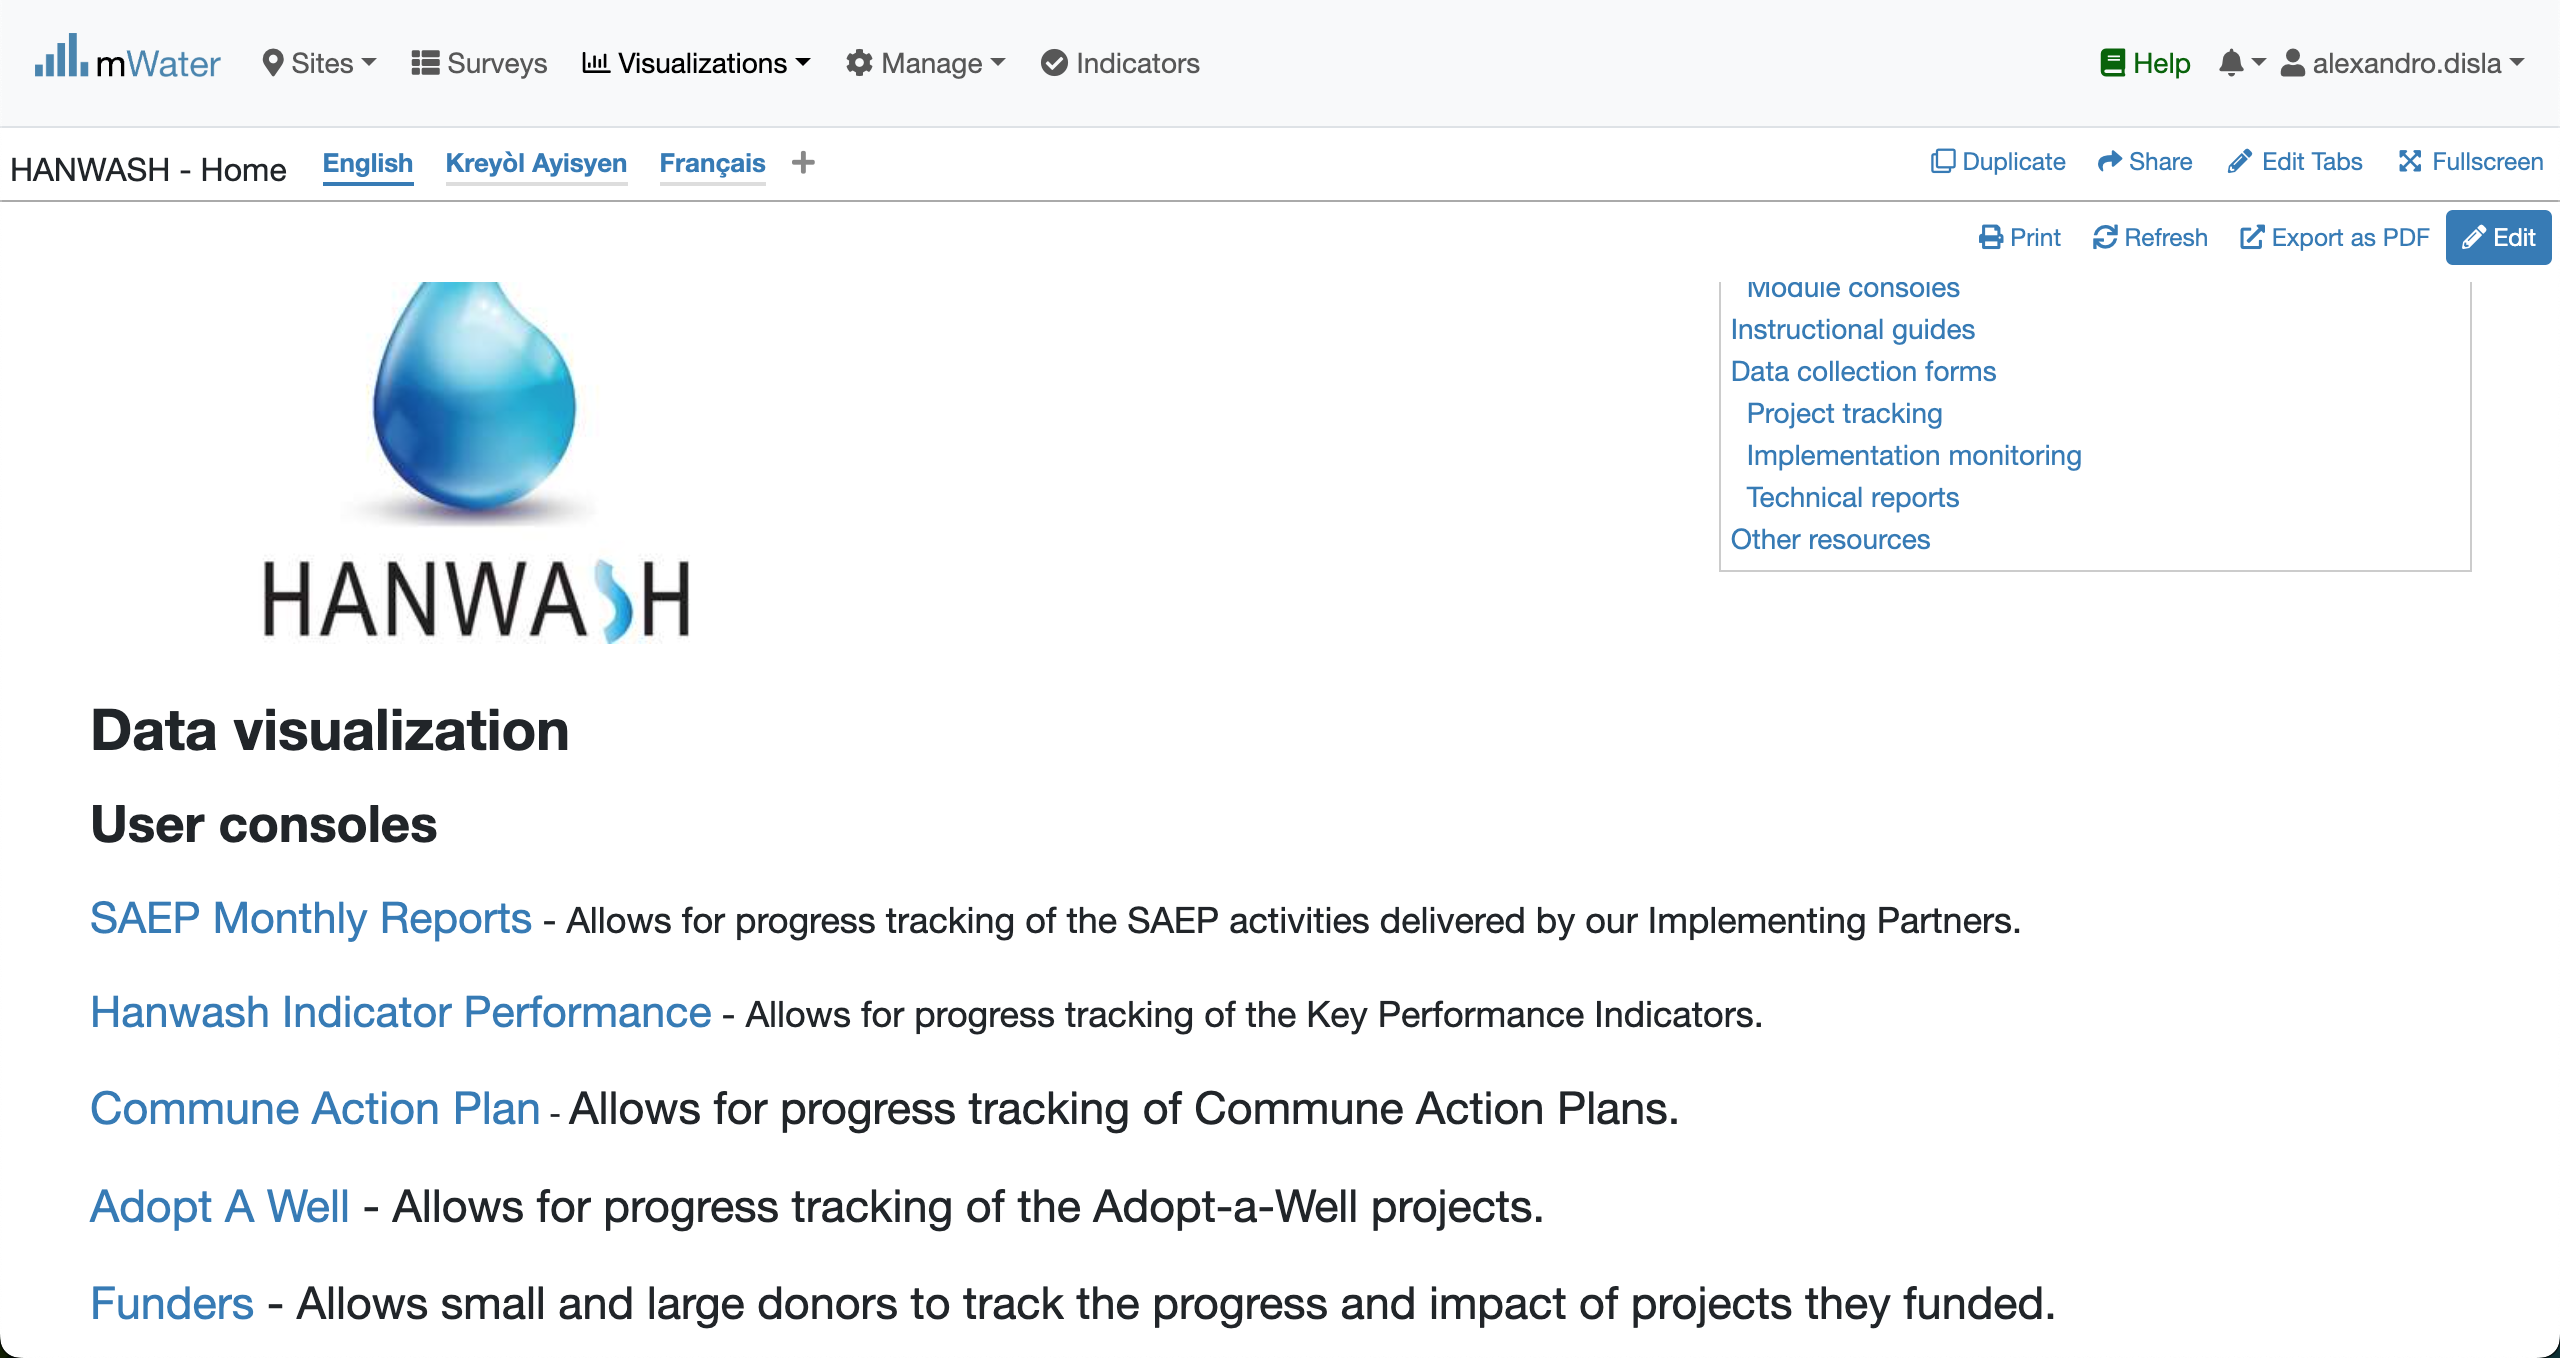 mWater Sites Surveys Visualizations Manage Indicators Help alexandro.disla
HANWASH - Home English Kreyòl Ayisyen Français + Duplicate Share Edit Tabs Fullscreen
Print Refresh Export as PDF Edit
Module consoles
Instructional guides
Data collection forms
Project tracking
Implementation monitoring
Technical reports
Other resources
HANWASH
Data visualization
User consoles
SAEP Monthly Reports - Allows for progress tracking of the SAEP activities delivered by our Implementing Partners.
Hanwash Indicator Performance - Allows for progress tracking of the Key Performance Indicators.
Commune Action Plan - Allows for progress tracking of Commune Action Plans.
Adopt A Well - Allows for progress tracking of the Adopt-a-Well projects.
Funders - Allows small and large donors to track the progress and impact of projects they funded.